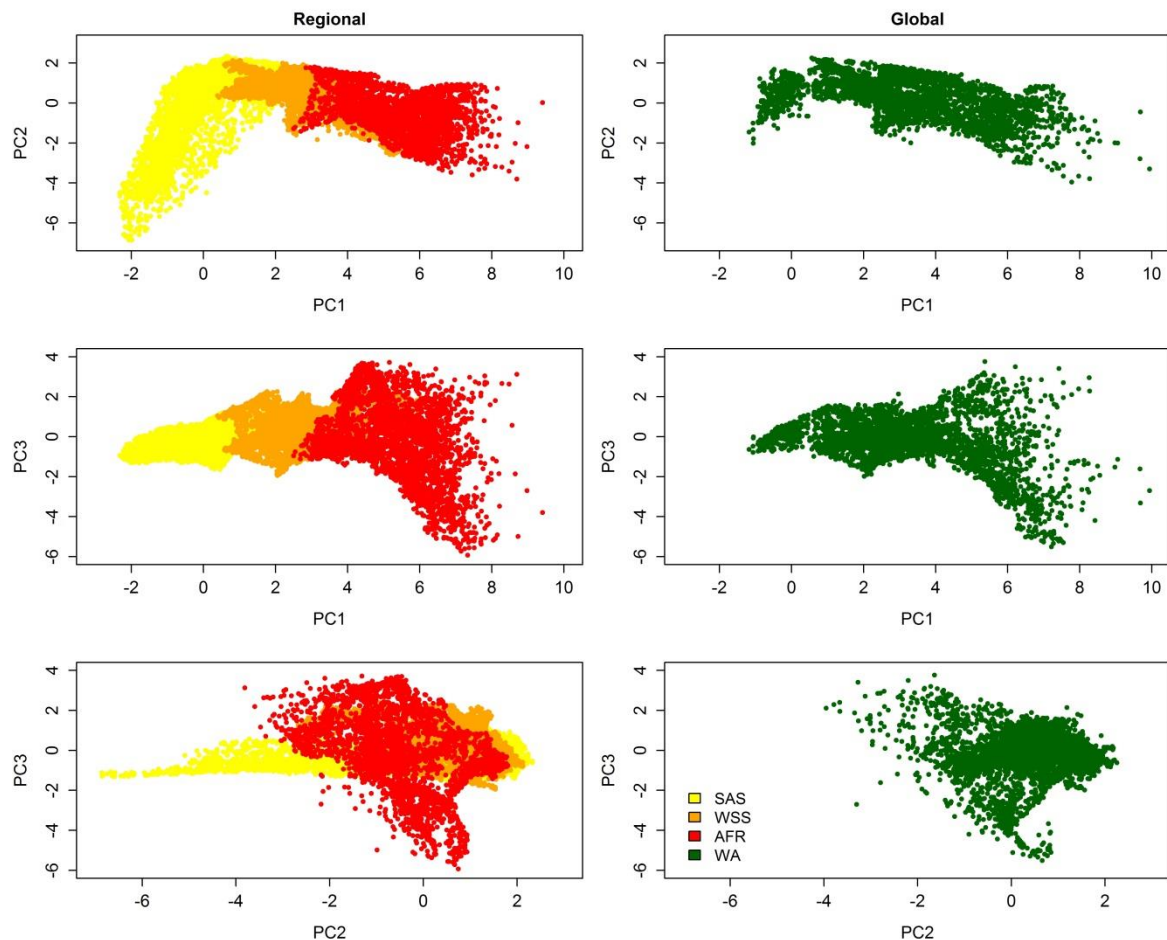 Regional Global
PC2 2 0 -2 -4 -6
-2 0 2 4 6 8 10
PC1
PC2 2 0 -2 -4 -6
-2 0 2 4 6 8 10
PC1
PC3 4 2 0 -2 -4 -6
-2 0 2 4 6 8 10
PC1
PC3 4 2 0 -2 -4 -6
-2 0 2 4 6 8 10
PC1
PC3 4 2 0 -2 -4 -6
-6 -4 -2 0 2
PC2
PC3 4 2 0 -2 -4 -6
SAS
WSS
AFR
WA
-6 -4 -2 0 2
PC2